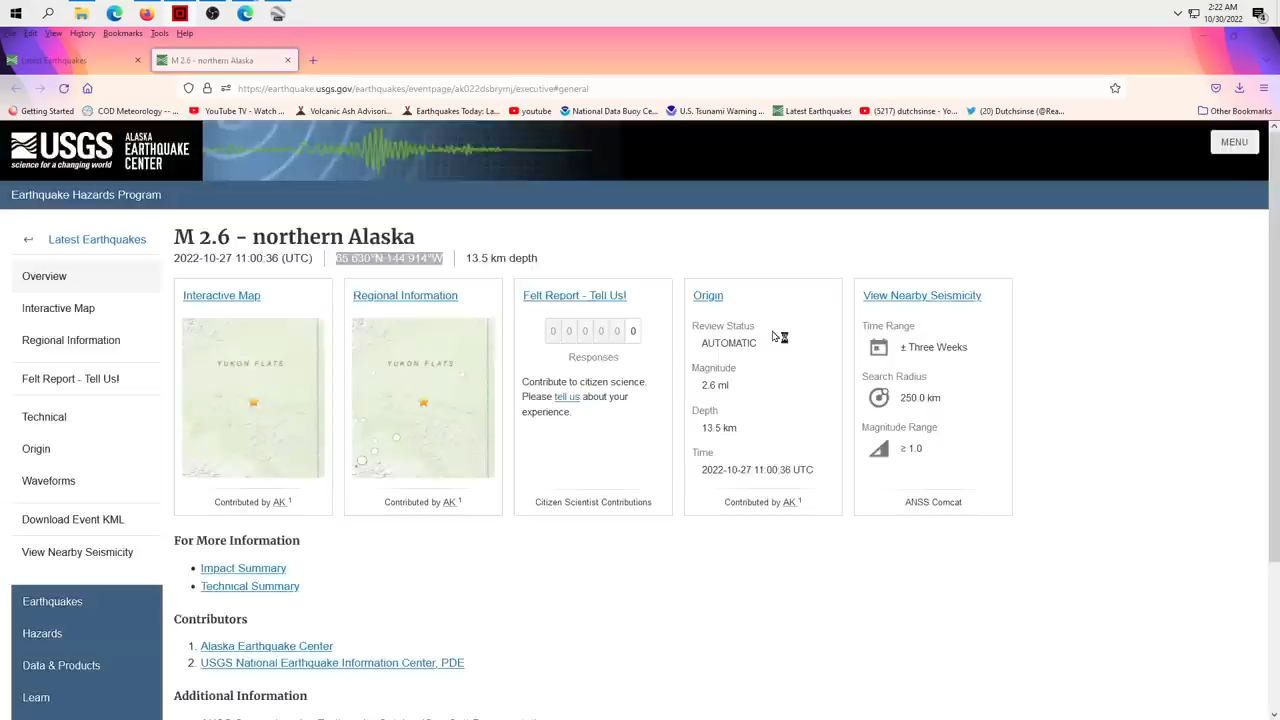 2:22 AM
10/30/2022
4
File Edit View History Bookmarks Tools Help
Latest Earthquakes
M 2.6 - northern Alaska
https://earthquake.usgs.gov/earthquakes/eventpage/ak022dsbrymj/executive#general
Getting Started COD Meteorology -- ... YouTube TV - Watch ... Volcanic Ash Advisori... Earthquakes Today: L... youtube National Data Buoy Ce... U.S. Tsunami Warning ... Latest Earthquakes (5217) dutchsinse - Yo... (20) Dutchsinse (@Rea... Other Bookmarks
USGS
science for a changing world
ALASKA
EARTHQUAKE
CENTER
MENU
Earthquake Hazards Program
Latest Earthquakes
Overview
Interactive Map
Regional Information
Felt Report - Tell Us!
Technical
Origin
Waveforms
Download Event KML
View Nearby Seismicity
Earthquakes
Hazards
Data & Products
Learn
M 2.6 - northern Alaska
2022-10-27 11:00:36 (UTC) 65.630°N 144.914°W 13.5 km depth
Interactive Map
YUKON FLATS
Contributed by AK 1
Regional Information
YUKON FLATS
Contributed by AK 1
Felt Report - Tell Us!
0 0 0 0 0 0
Responses
Contribute to citizen science.
Please tell us about your
experience.
Citizen Scientist Contributions
Origin
Review Status
AUTOMATIC
Magnitude
2.6 ml
Depth
13.5 km
Time
2022-10-27 11:00:36 UTC
Contributed by AK 1
View Nearby Seismicity
Time Range
± Three Weeks
Search Radius
250.0 km
Magnitude Range
≥ 1.0
ANSS Comcat
For More Information
• Impact Summary
• Technical Summary
Contributors
1. Alaska Earthquake Center
2. USGS National Earthquake Information Center, PDE
Additional Information